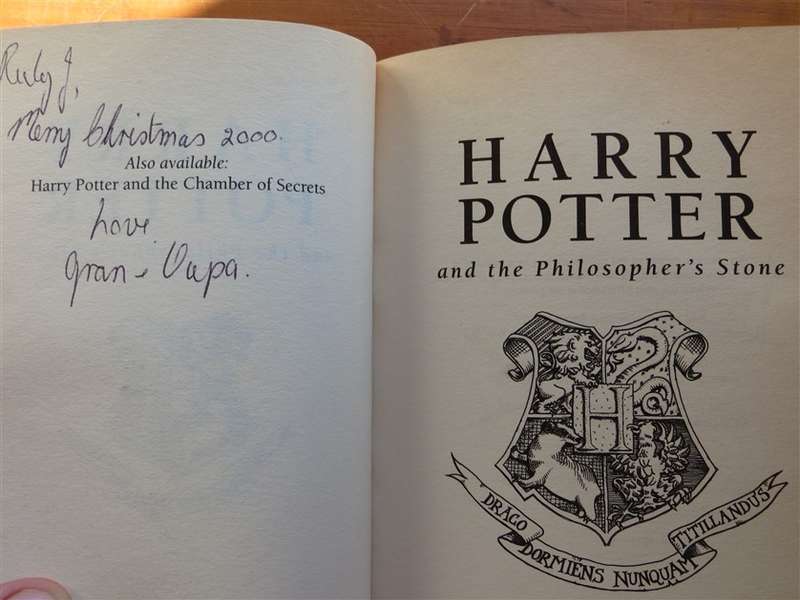 Ruby J,
Merry Christmas 2000.
Also available:
Harry Potter and the Chamber of Secrets
Love
Gran & Oupa.
HARRY
POTTER
and the Philosopher's Stone
H
DRACO
DORMIENS NUNQUAM
TITILLANDUS